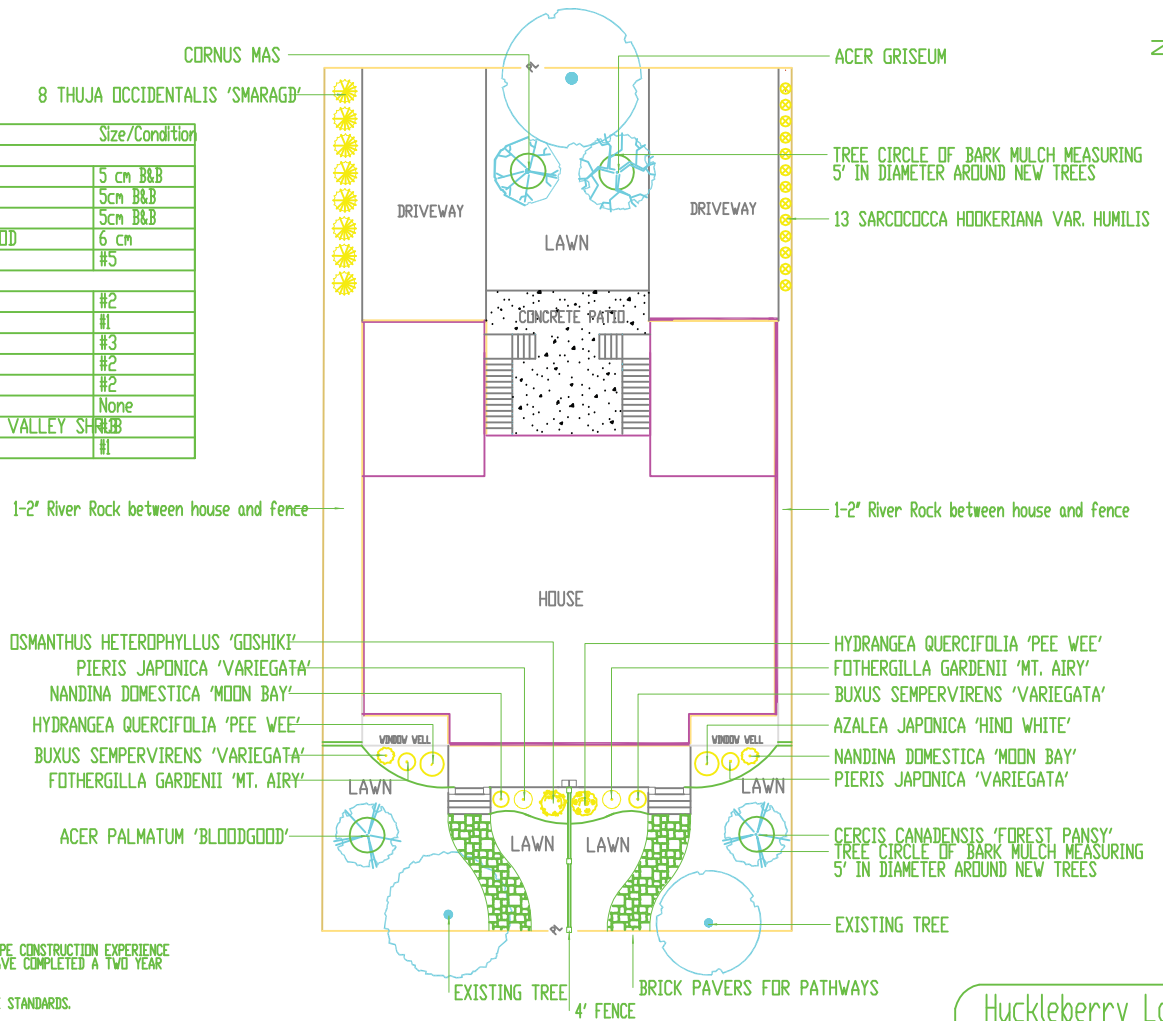 CORNUS MAS
ACER GRISEUM
8 THUJA OCCIDENTALIS 'SMARAGD'
Size/Condition
5 cm B&B
5cm B&B
5cm B&B
6 cm
#5
#2
#1
#3
#2
#2
None
VALLEY SHRUB
#1
TREE CIRCLE OF BARK MULCH MEASURING
5' IN DIAMETER AROUND NEW TREES
13 SARCOCOCCA HOOKERIANA VAR. HUMILIS
DRIVEWAY
DRIVEWAY
LAWN
CONCRETE PATIO
1-2" River Rock between house and fence
1-2" River Rock between house and fence
HOUSE
OSMANTHUS HETEROPHYLLUS 'GOSHIKI'
PIERIS JAPONICA 'VARIEGATA'
NANDINA DOMESTICA 'MOON BAY'
HYDRANGEA QUERCIFOLIA 'PEE WEE'
BUXUS SEMPERVIRENS 'VARIEGATA'
FOTHERGILLA GARDENII 'MT. AIRY'
HYDRANGEA QUERCIFOLIA 'PEE WEE'
FOTHERGILLA GARDENII 'MT. AIRY'
BUXUS SEMPERVIRENS 'VARIEGATA'
AZALEA JAPONICA 'HINO WHITE'
NANDINA DOMESTICA 'MOON BAY'
PIERIS JAPONICA 'VARIEGATA'
WINDOW WELL
WINDOW WELL
LAWN
LAWN
LAWN
LAWN
ACER PALMATUM 'BLOODGOOD'
CERCIS CANADENSIS 'FOREST PANSY'
TREE CIRCLE OF BARK MULCH MEASURING
5' IN DIAMETER AROUND NEW TREES
EXISTING TREE
EXISTING TREE
BRICK PAVERS FOR PATHWAYS
4' FENCE
CONSTRUCTION EXPERIENCE
COMPLETED A TWO YEAR
STANDARDS.
Huckleberry